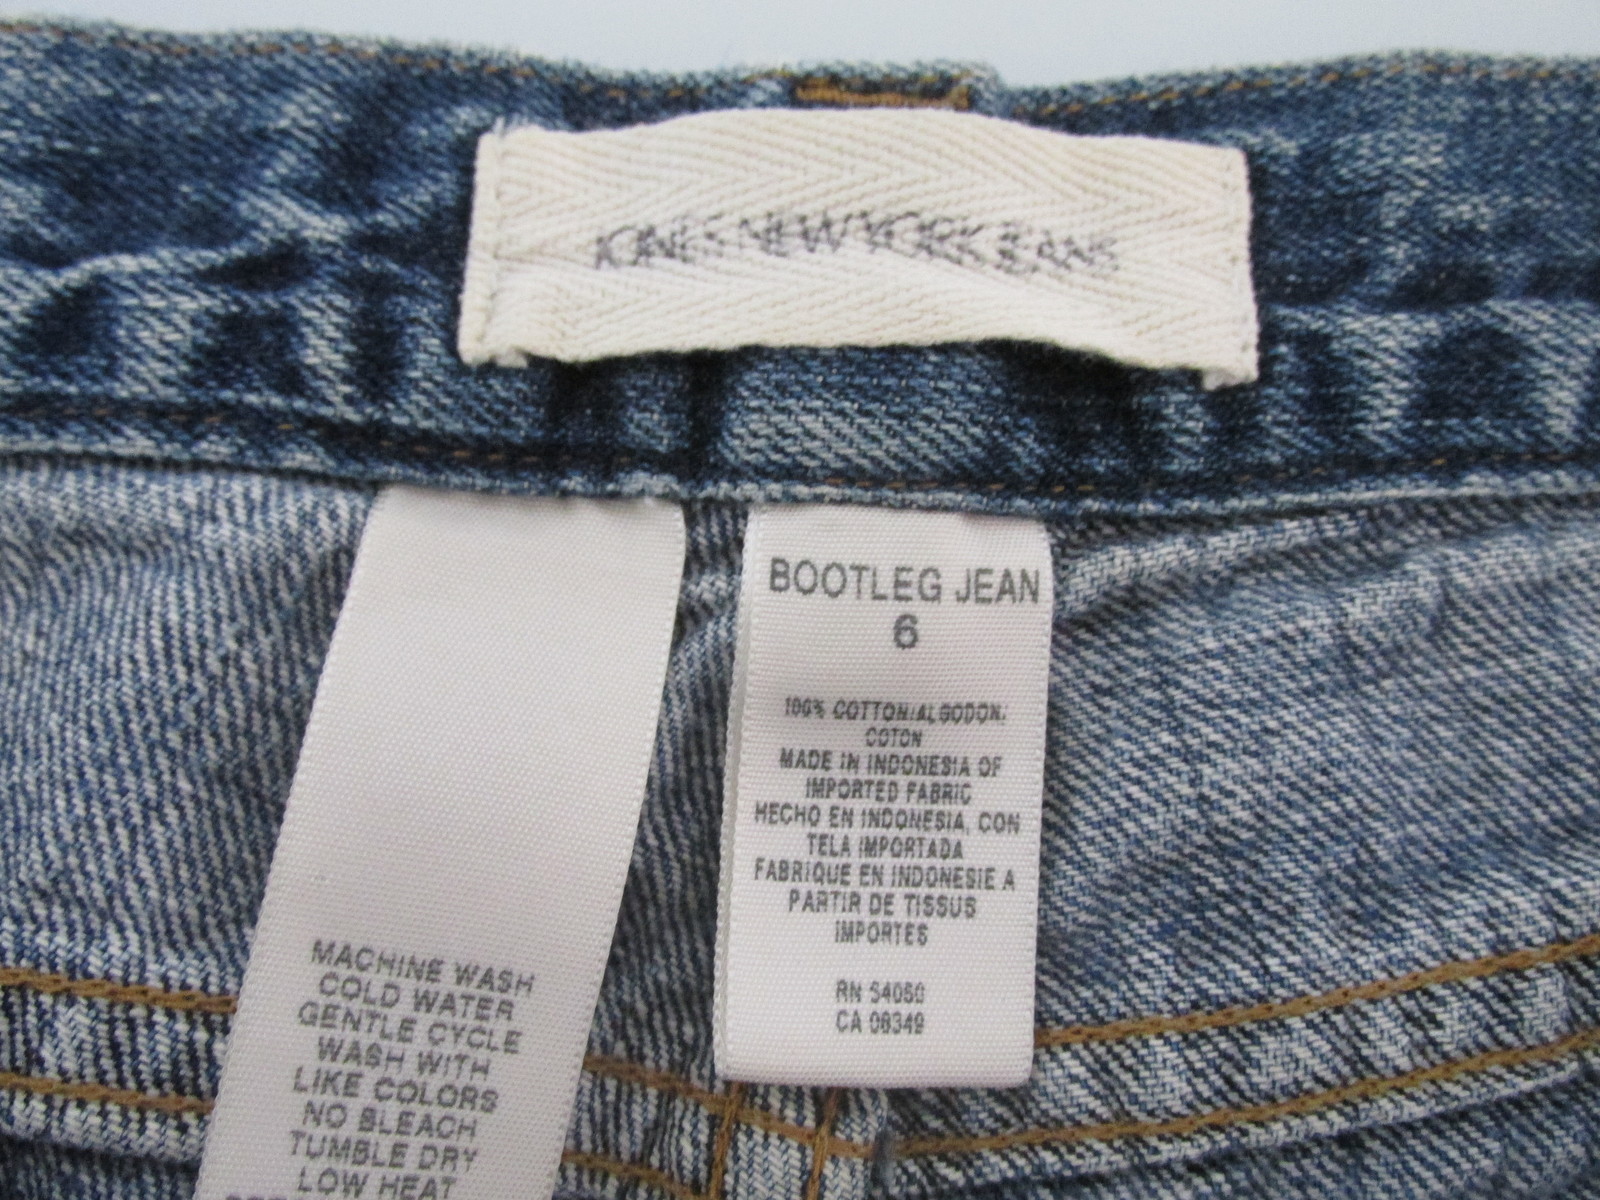 JONES NEW YORK JEANS
BOOTLEG JEAN
6
100% COTTON/ALGODON/
COTON
MADE IN INDONESIA OF
IMPORTED FABRIC
HECHO EN INDONESIA, CON
TELA IMPORTADA
FABRIQUE EN INDONESIE A
PARTIR DE TISSUS
IMPORTES
RN 54050
CA 08349
MACHINE WASH
COLD WATER
GENTLE CYCLE
WASH WITH
LIKE COLORS
NO BLEACH
TUMBLE DRY
LOW HEAT